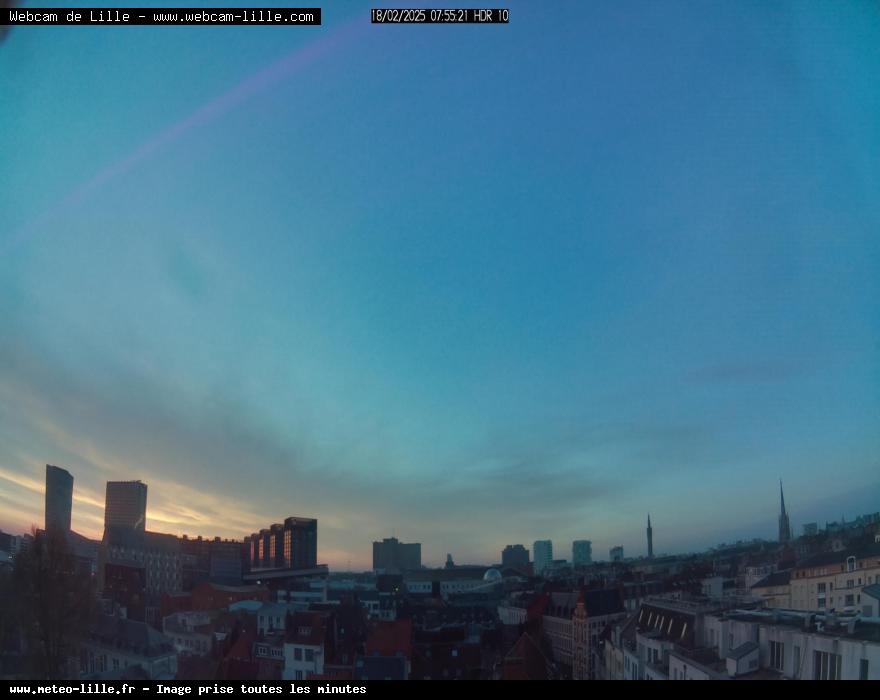 Webcam de Lille - www.webcam-lille.com
18/02/2025 07:55:21 HDR 10
www.meteo-lille.fr - Image prise toutes les minutes